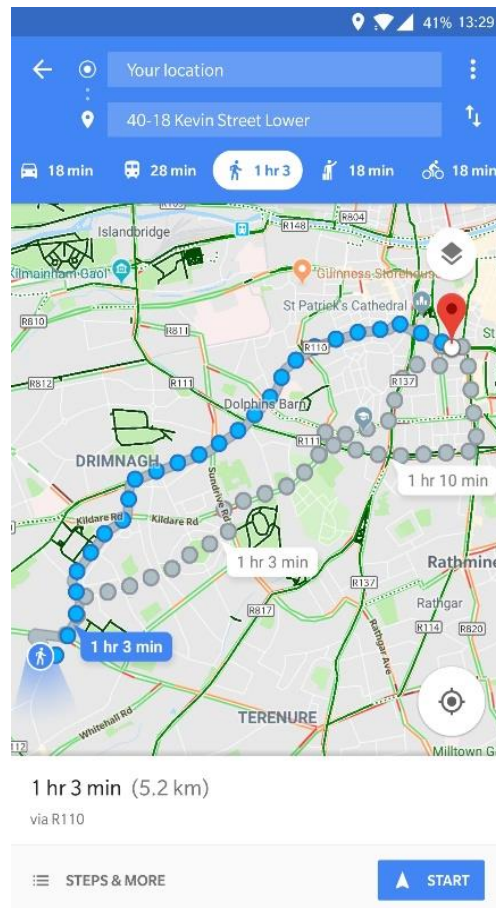 41% 13:29
Your location
40-18 Kevin Street Lower
18 min 28 min 1 hr 3 18 min 18 min
R148
R804
Islandbridge
Kilmainham Gaol
Guinness Storehouse
St Patrick's Cathedral
R810
R811
R110
R812
R111
R137
Dolphins Barn
R111
DRIMNAGH
1 hr 10 min
Sundrive Rd
Kildare Rd
Kildare Rd
1 hr 3 min
Rathmine
R137
Rathgar
R817
R114
R820
1 hr 3 min
Rathgar Ave
Whitehall Rd
TERENURE
112
Milltown G
1 hr 3 min (5.2 km)
via R110
STEPS & MORE
START